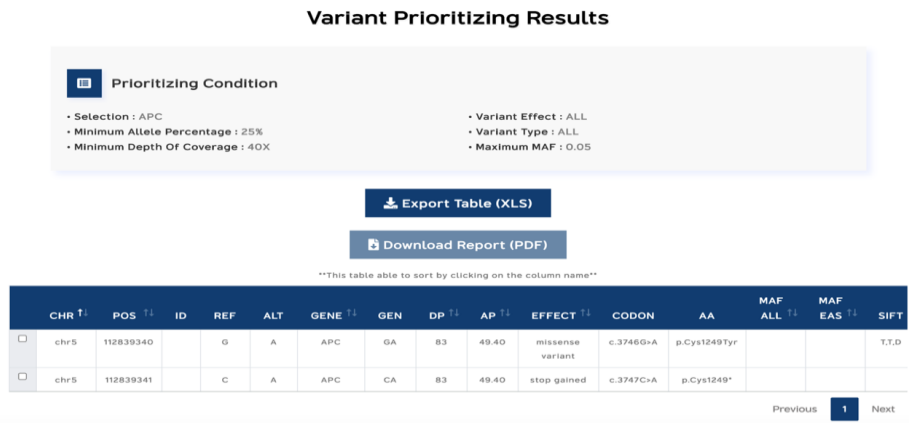 Variant Prioritizing Results
Prioritizing Condition
• Selection : APC
• Minimum Allele Percentage : 25%
• Minimum Depth Of Coverage : 40X
• Variant Effect : ALL
• Variant Type : ALL
• Maximum MAF : 0.05
Export Table (XLS)
Download Report (PDF)
**This table able to sort by clicking on the column name**
CHR ↑↓ POS ↑↓ ID REF ALT GENE ↑↓ GEN DP ↑↓ AP ↑↓ EFFECT ↑↓ CODON AA MAF ALL ↑↓ MAF EAS ↑↓ SIFT
chr5 112839340 G A APC GA 83 49.40 missense variant c.3746G>A p.Cys1249Tyr T,T,D
chr5 112839341 C A APC CA 83 49.40 stop gained c.3747C>A p.Cys1249*
Previous 1 Next